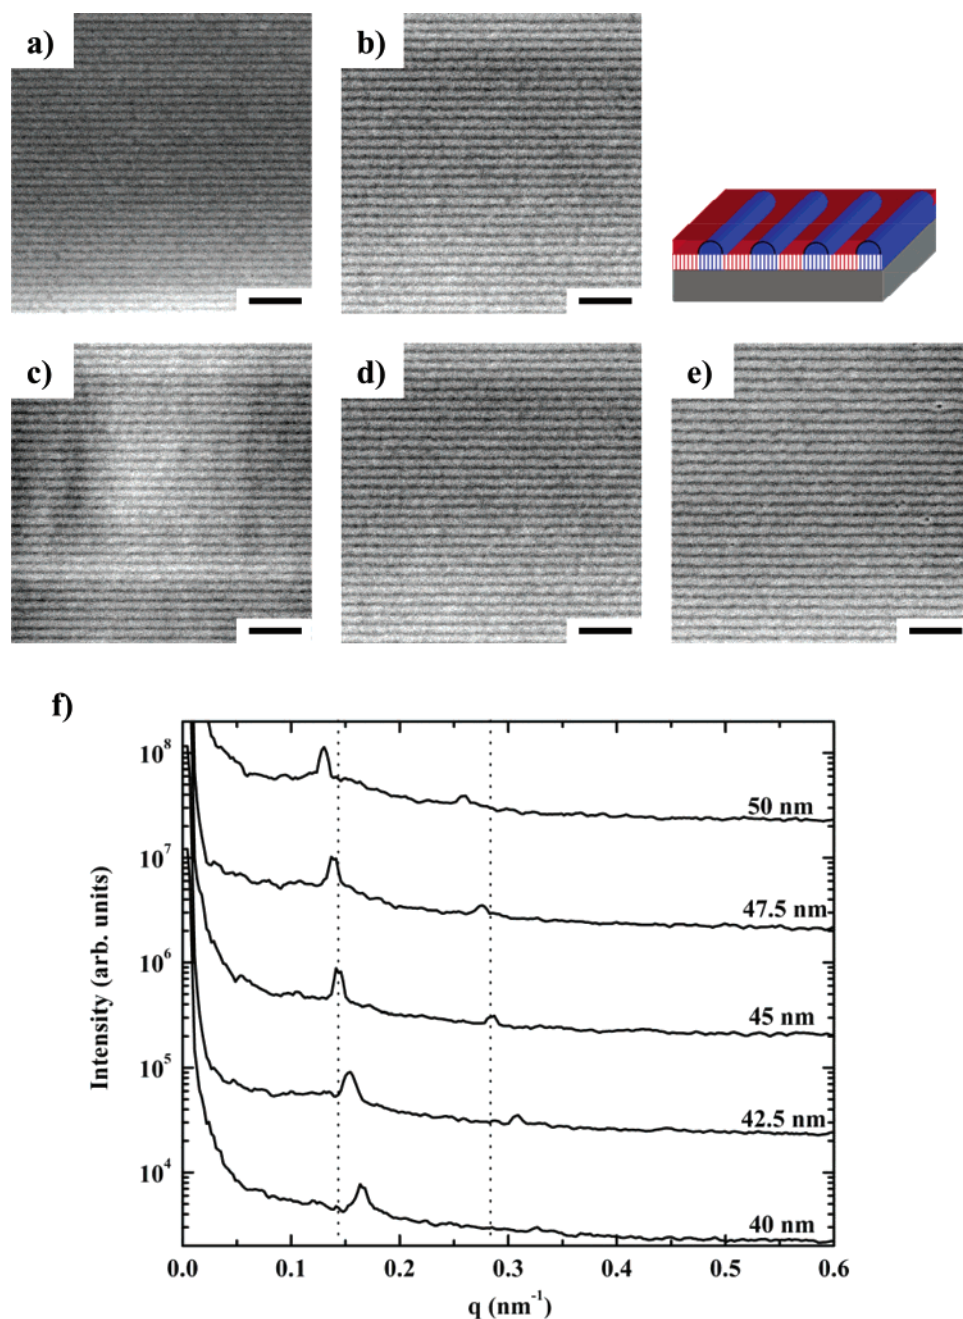 a)
b)
c)
d)
e)
f)
10^8
10^7
10^6
10^5
10^4
Intensity (arb. units)
50 nm
47.5 nm
45 nm
42.5 nm
40 nm
0.0 0.1 0.2 0.3 0.4 0.5 0.6
q (nm^-1)